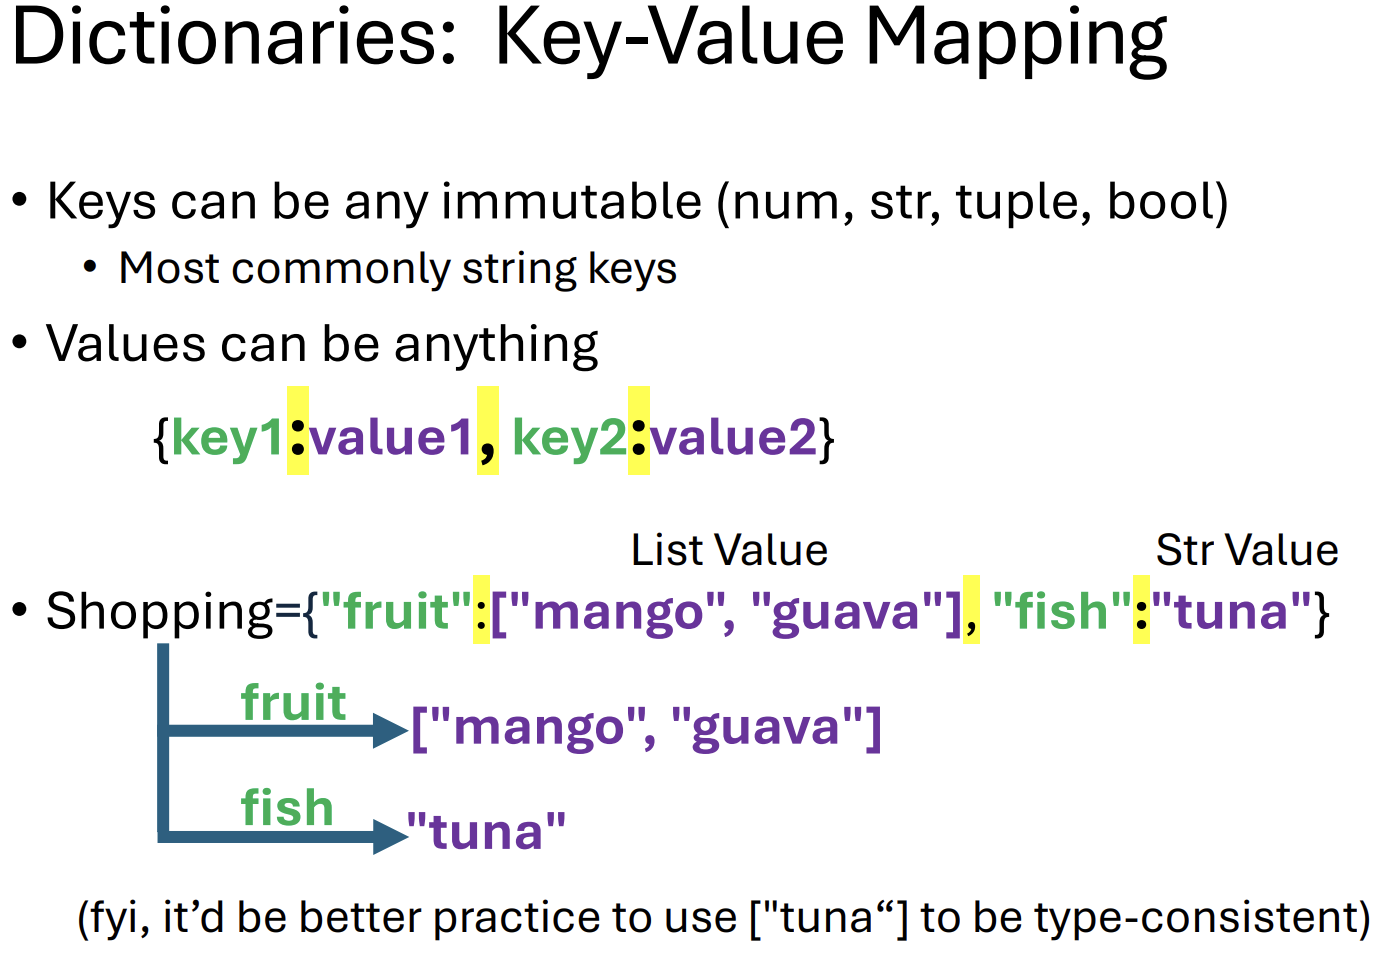 Dictionaries:  Key-Value Mapping
• Keys can be any immutable (num, str, tuple, bool)
• Most commonly string keys
• Values can be anything
{key1:value1, key2:value2}
List Value Str Value
• Shopping={"fruit":["mango", "guava"], "fish":"tuna"}
fruit
["mango", "guava"]
fish
"tuna"
(fyi, it’d be better practice to use ["tuna“] to be type-consistent)